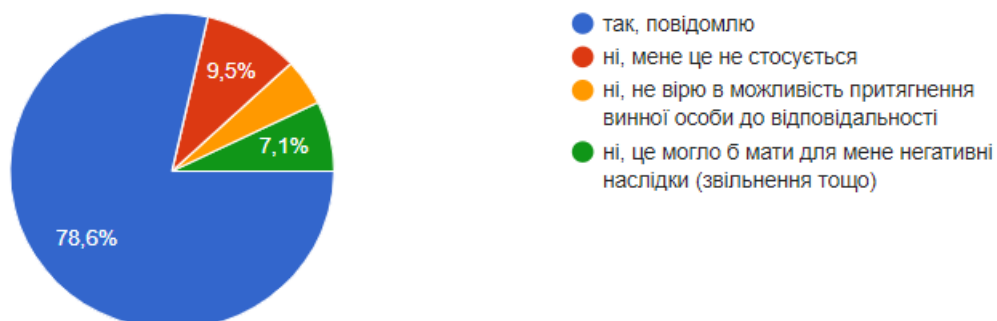 так, повідомлю
ні, мене це не стосується
ні, не вірю в можливість притягнення
винної особи до відповідальності
ні, це могло б мати для мене негативні
наслідки (звільнення тощо)
9,5%
7,1%
78,6%